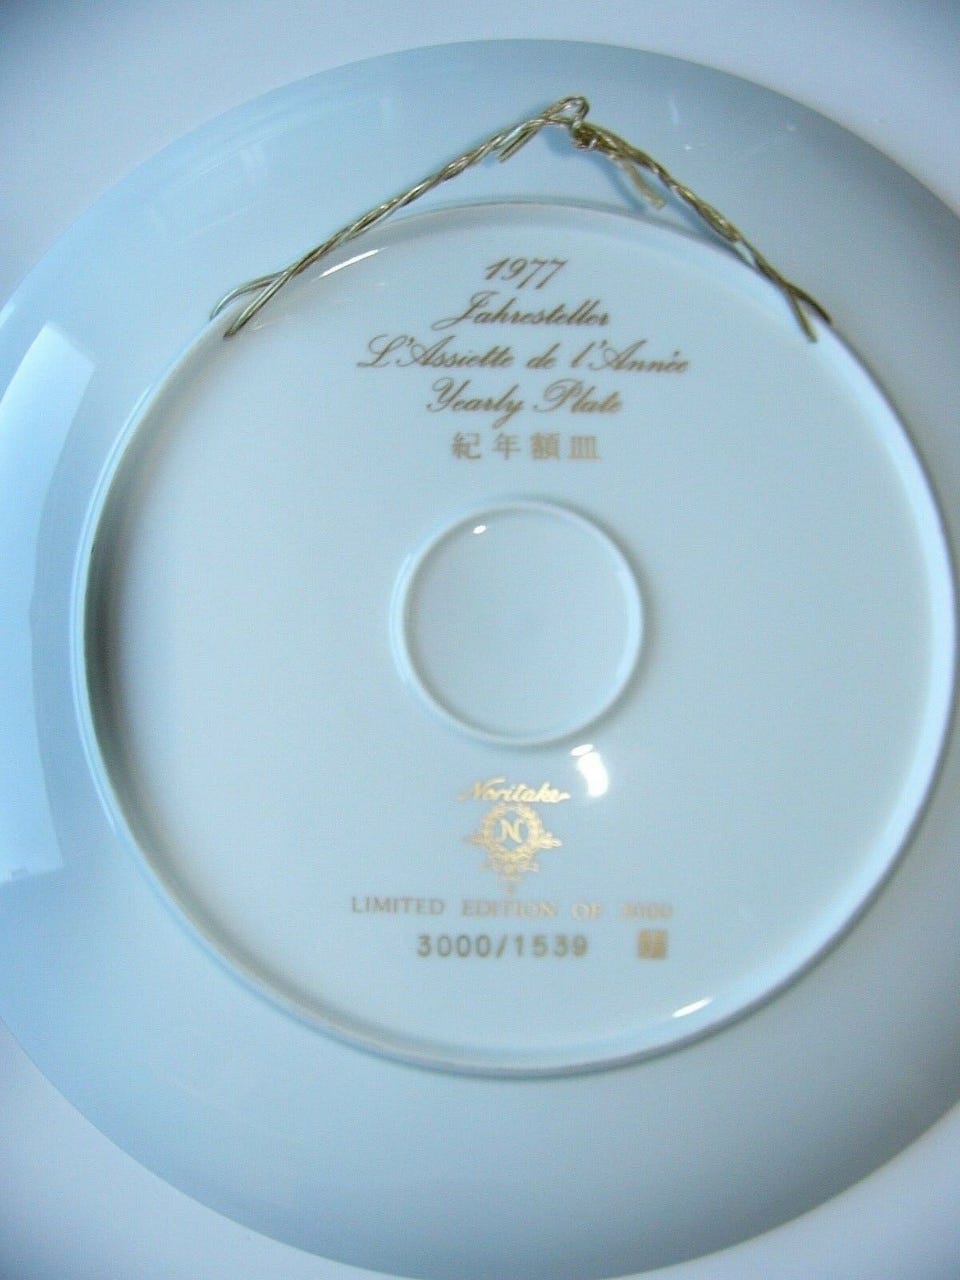 1977
Jahresteller
L'Assiette de l'Année
Yearly Plate
紀年額皿
Noritake
N
LIMITED EDITION OF 3000
3000/1539